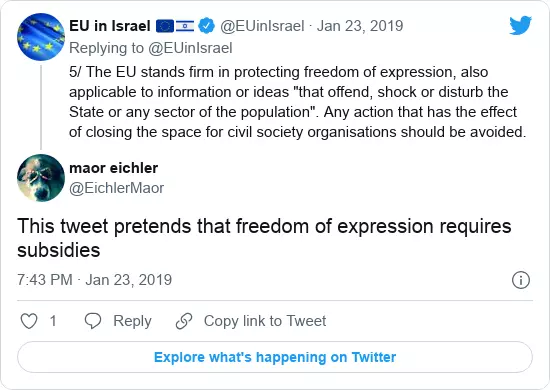 EU in Israel 🇪🇺🇮🇱 @EUinIsrael · Jan 23, 2019
Replying to @EUinIsrael
5/ The EU stands firm in protecting freedom of expression, also
applicable to information or ideas "that offend, shock or disturb the
State or any sector of the population". Any action that has the effect
of closing the space for civil society organisations should be avoided.
maor eichler
@EichlerMaor
This tweet pretends that freedom of expression requires
subsidies
7:43 PM · Jan 23, 2019
1 Reply Copy link to Tweet
Explore what's happening on Twitter